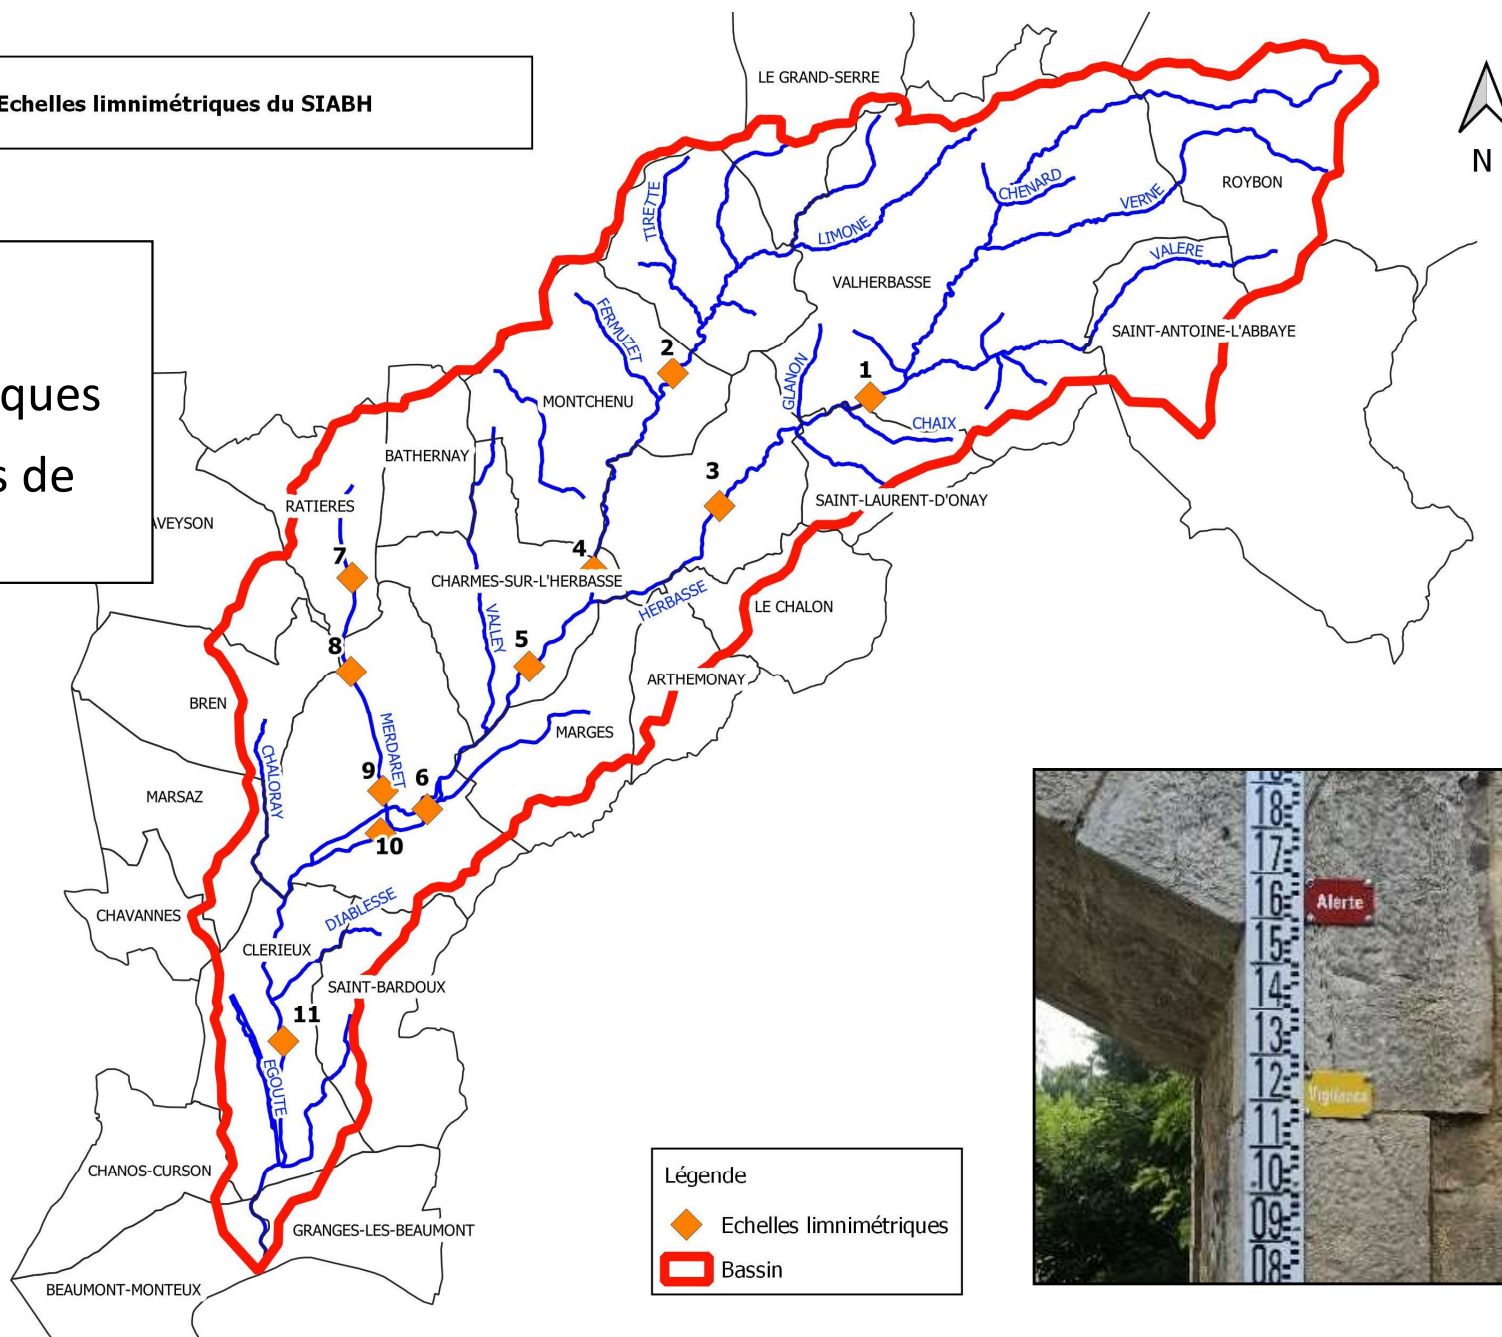 Echelles limnimétriques du SIABH
ques
s de
N
LE GRAND-SERRE
TIRETTE
LIMONE
CHENARD
VERNE
ROYBON
VALERE
VALHERBASSE
SAINT-ANTOINE-L'ABBAYE
FERMUZET
2
GLANON
1
MONTCHENU
CHAIX
BATHERNAY
3
SAINT-LAURENT-D'ONAY
RATIERES
AVEYSON
7
4
CHARMES-SUR-L'HERBASSE
HERBASSE
LE CHALON
VALLEY
8
5
ARTHEMONAY
BREN
MERDARET
MARGES
CHALORAY
9
6
MARSAZ
10
CHAVANNES
DIABLESSE
CLERIEUX
SAINT-BARDOUX
11
EGOUTE
CHANOS-CURSON
GRANGES-LES-BEAUMONT
BEAUMONT-MONTEUX
Légende
Echelles limnimétriques
Bassin
18
17
16
Alerte
15
14
13
12
Vigilance
11
10
09
08